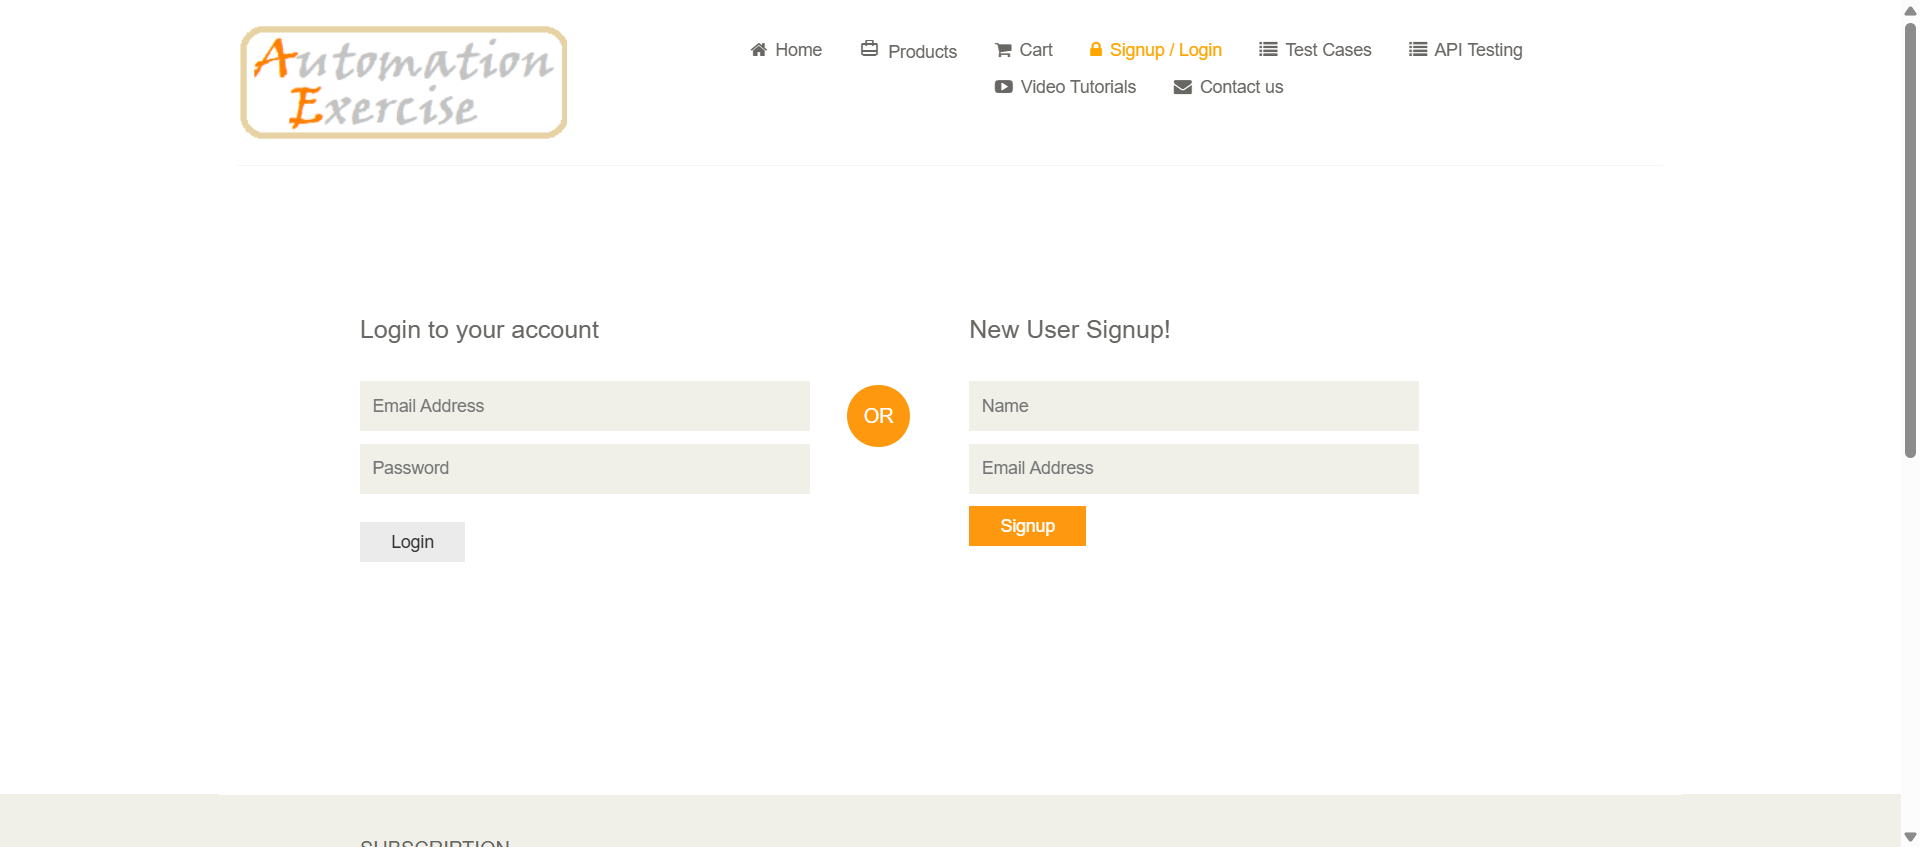 Automation
Exercise
Home Products Cart Signup / Login Test Cases API Testing
Video Tutorials Contact us
Login to your account
Email Address
Password
Login
OR
New User Signup!
Name
Email Address
Signup
SUBSCRIPTION